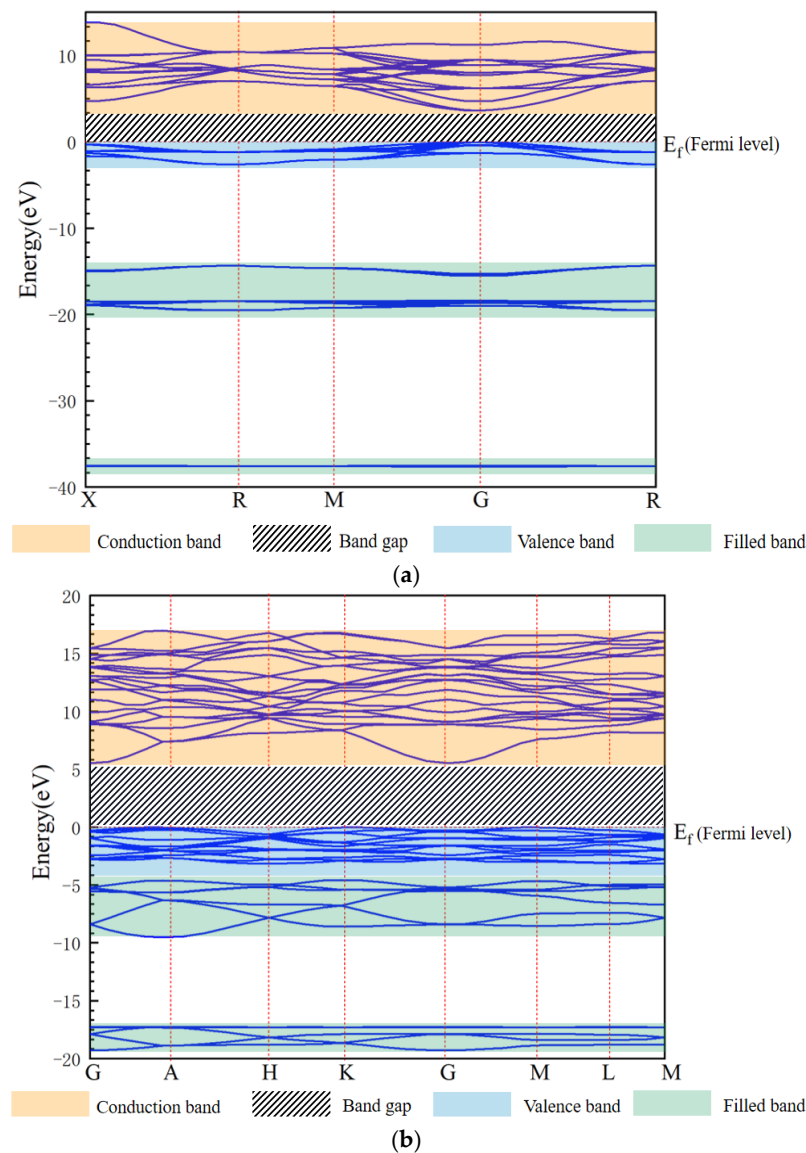 10
0
−10
−20
−30
−40
Energy(eV)
E_f (Fermi level)
X R M G R
Conduction band Band gap Valence band Filled band
(a)
20
15
10
5
0
−5
−10
−15
−20
Energy(eV)
E_f (Fermi level)
G A H K G M L M
Conduction band Band gap Valence band Filled band
(b)